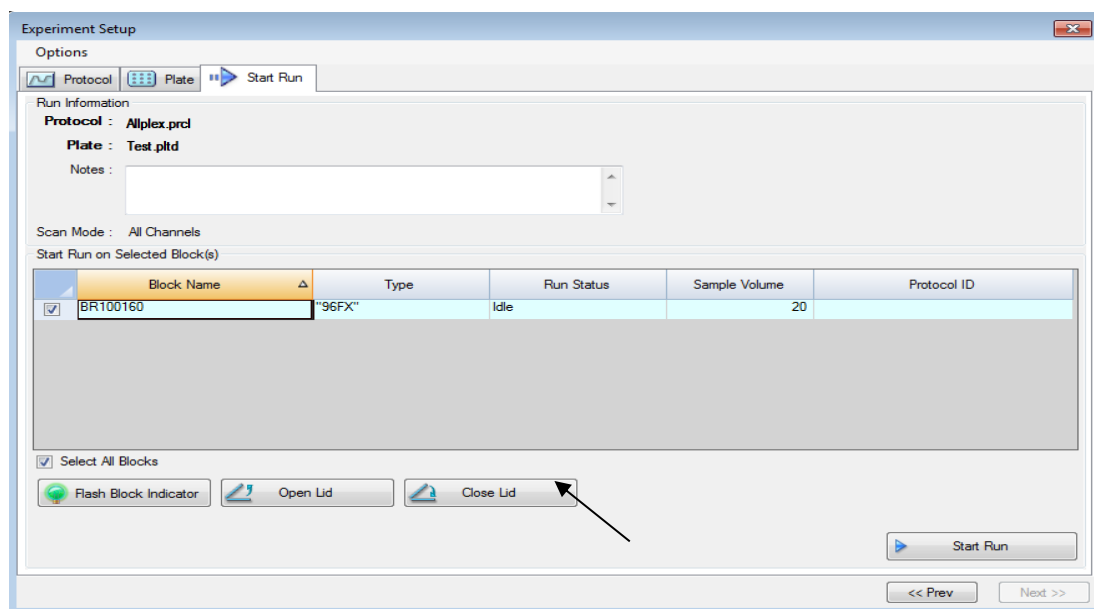 Experiment Setup
Options
Protocol Plate Start Run
Run Information
Protocol : Allplex.prcl
Plate : Test.pltd
Notes :
Scan Mode : All Channels
Start Run on Selected Block(s)
Block Name Type Run Status Sample Volume Protocol ID
BR100160 "96FX" Idle 20
Select All Blocks
Flash Block Indicator Open Lid Close Lid
Start Run
<< Prev Next >>